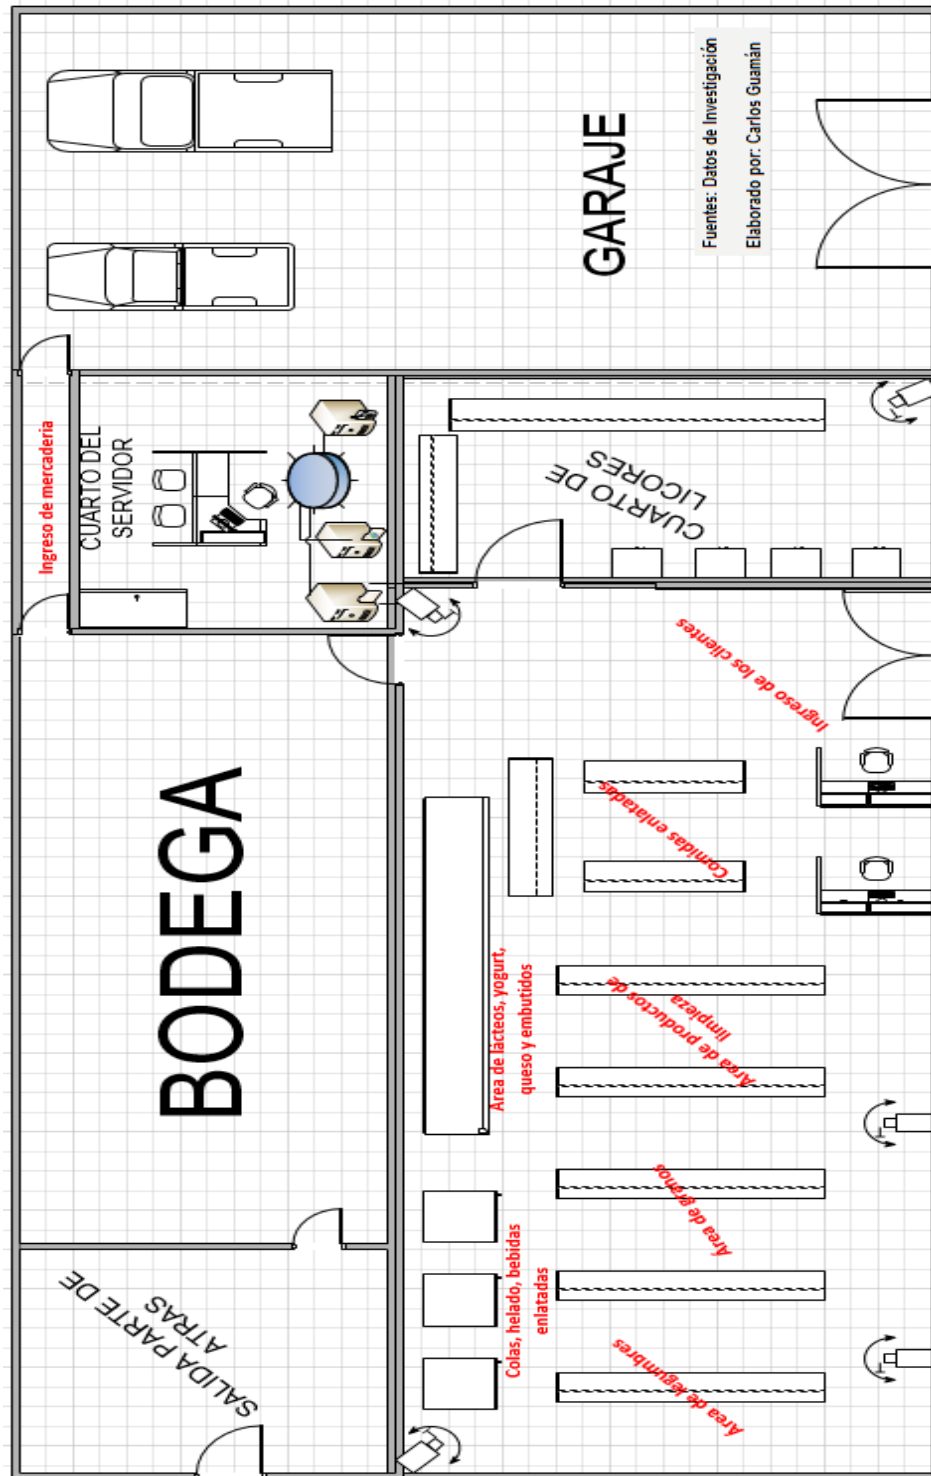 GARAJE
Fuentes: Datos de Investigación
Elaborado por: Carlos Guamán
Ingreso de mercaderia
CUARTO DEL
SERVIDOR
CUARTO DE
LICORES
Ingreso de los clientes
BODEGA
Comidas enlatadas
Área de lácteos, yogurt,
queso y embutidos
Área de productos de
limpieza
Área de granos
Colas, helado, bebidas
enlatadas
Área de legumbres
SALIDA PARTE DE
ATRAS